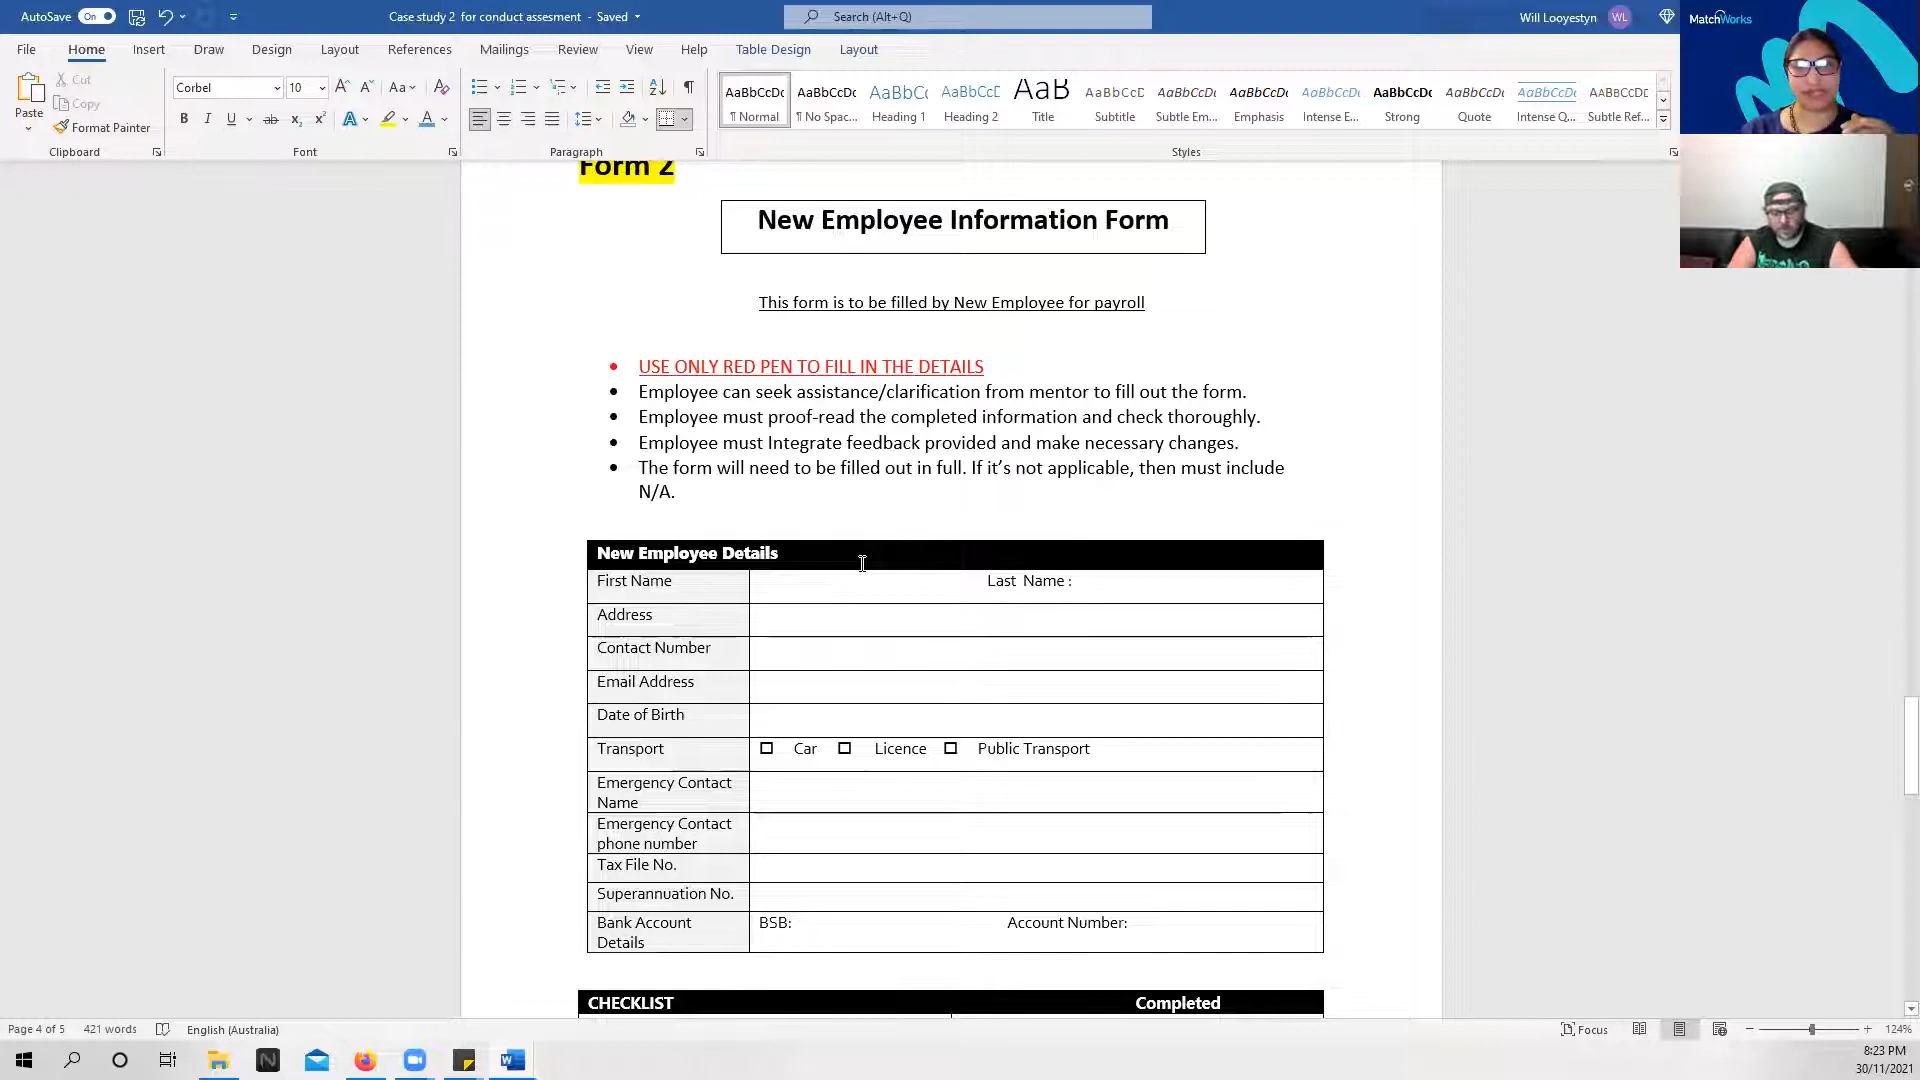 AutoSave On Case study 2 for conduct assesment - Saved Search (Alt+Q) Will Looyestyn WL MatchWorks
File Home Insert Draw Design Layout References Mailings Review View Help Table Design Layout
Paste Cut Copy Format Painter
Corbel 10
AaBbCcDc AaBbCcDc AaBbC AaBbCcD AaB AaBbCcD AaBbCcDc AaBbCcDc AaBbCcDc AaBbCcDc AaBbCcDc AaBbCcDc AaBbCcDc
¶ Normal ¶ No Spac... Heading 1 Heading 2 Title Subtitle Subtle Em... Emphasis Intense E... Strong Quote Intense Q... Subtle Ref...
Clipboard Font Paragraph Styles
Form 2
New Employee Information Form
This form is to be filled by New Employee for payroll
• USE ONLY RED PEN TO FILL IN THE DETAILS
• Employee can seek assistance/clarification from mentor to fill out the form.
• Employee must proof-read the completed information and check thoroughly.
• Employee must Integrate feedback provided and make necessary changes.
• The form will need to be filled out in full. If it’s not applicable, then must include
N/A.
New Employee Details
First Name Last Name :
Address
Contact Number
Email Address
Date of Birth
Transport ☐ Car ☐ Licence ☐ Public Transport
Emergency Contact
Name
Emergency Contact
phone number
Tax File No.
Superannuation No.
Bank Account BSB: Account Number:
Details
CHECKLIST Completed
Page 4 of 5 421 words English (Australia) Focus 124%
8:23 PM
30/11/2021